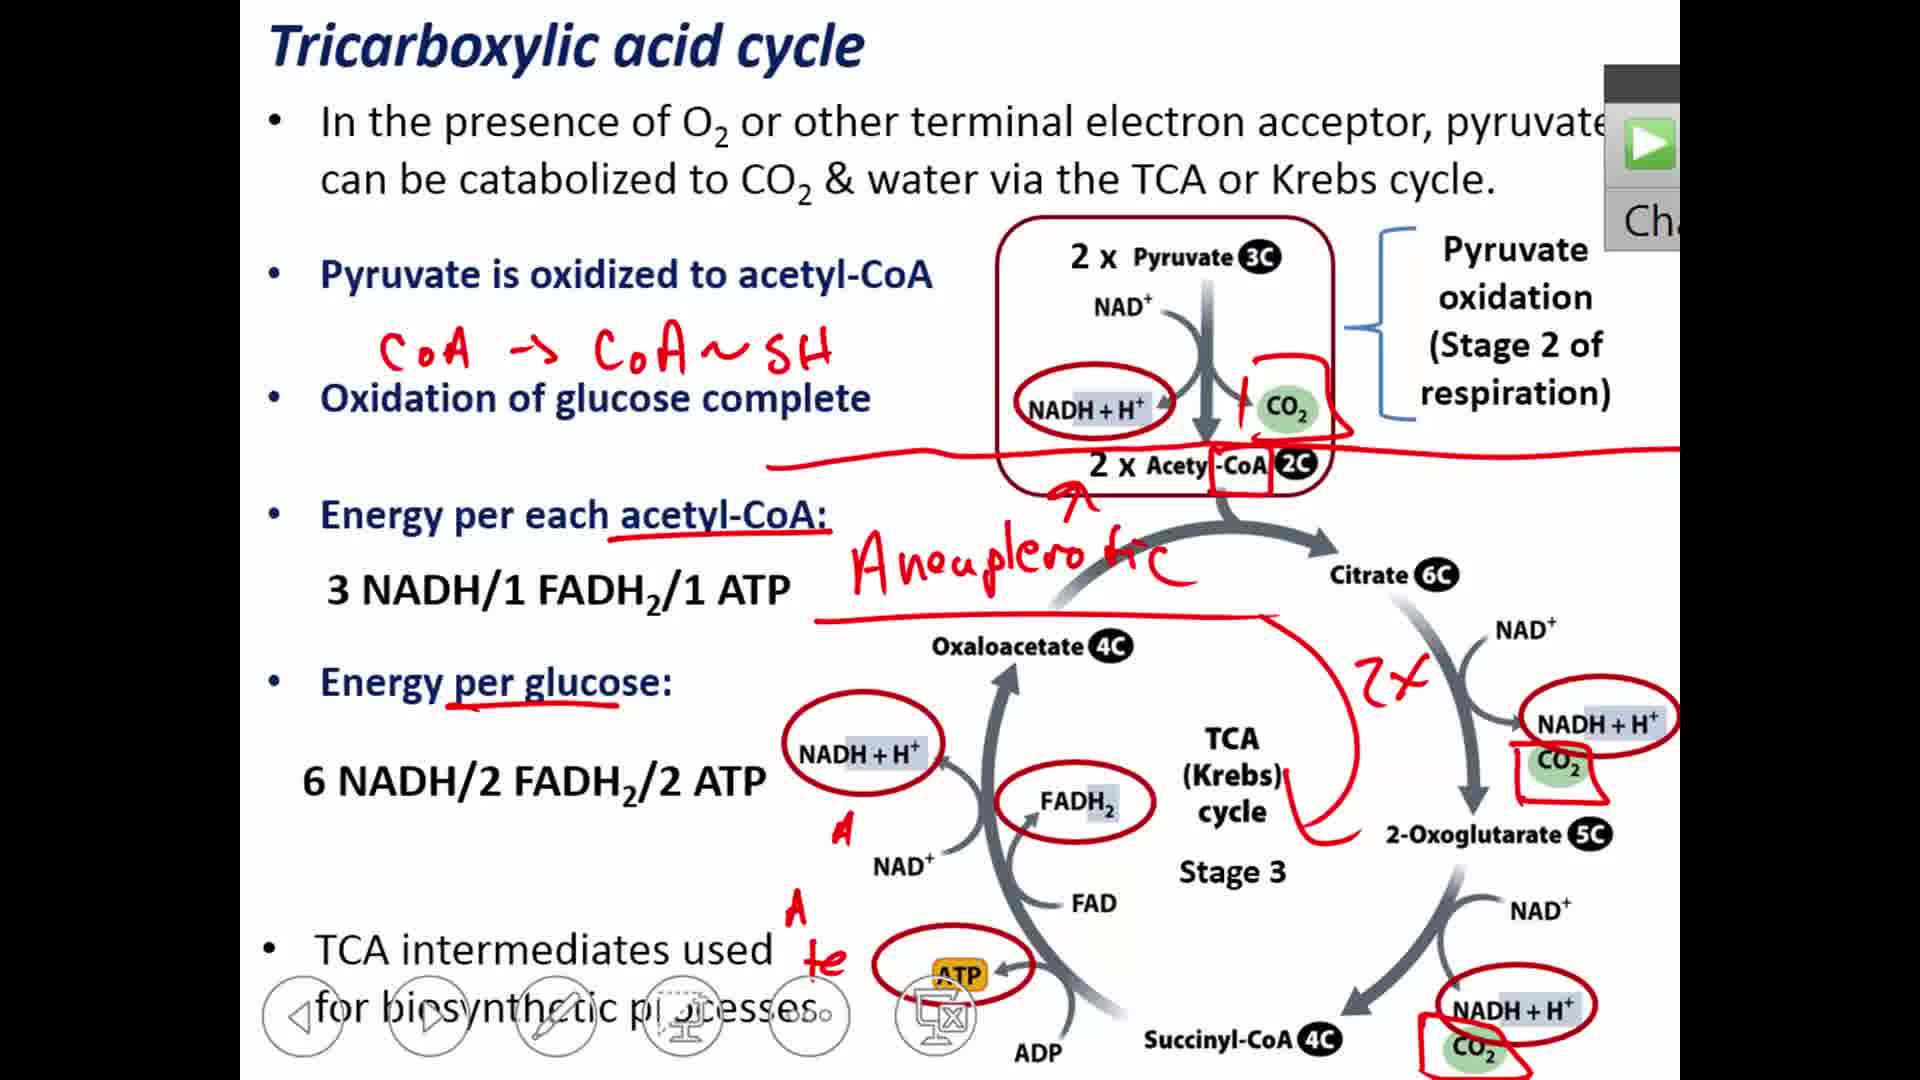 Tricarboxylic acid cycle
• In the presence of O₂ or other terminal electron acceptor, pyruvate
can be catabolized to CO₂ & water via the TCA or Krebs cycle.
• Pyruvate is oxidized to acetyl-CoA
CoA → CoA ~ SH
• Oxidation of glucose complete
• Energy per each acetyl-CoA:
3 NADH/1 FADH₂/1 ATP
• Energy per glucose:
6 NADH/2 FADH₂/2 ATP
• TCA intermediates used
for biosynthetic processes
2 x Pyruvate 3C
NAD⁺
NADH + H⁺
CO₂
2 x Acety -CoA 2C
Pyruvate
oxidation
(Stage 2 of
respiration)
Cha
Aneaplerotic
Citrate 6C
NAD⁺
2x
NADH + H⁺
CO₂
2-Oxoglutarate 5C
NAD⁺
NADH + H⁺
CO₂
Succinyl-CoA 4C
ADP
ATP
FAD
FADH₂
NAD⁺
NADH + H⁺
Oxaloacetate 4C
TCA
(Krebs)
cycle
Stage 3
A
A
te